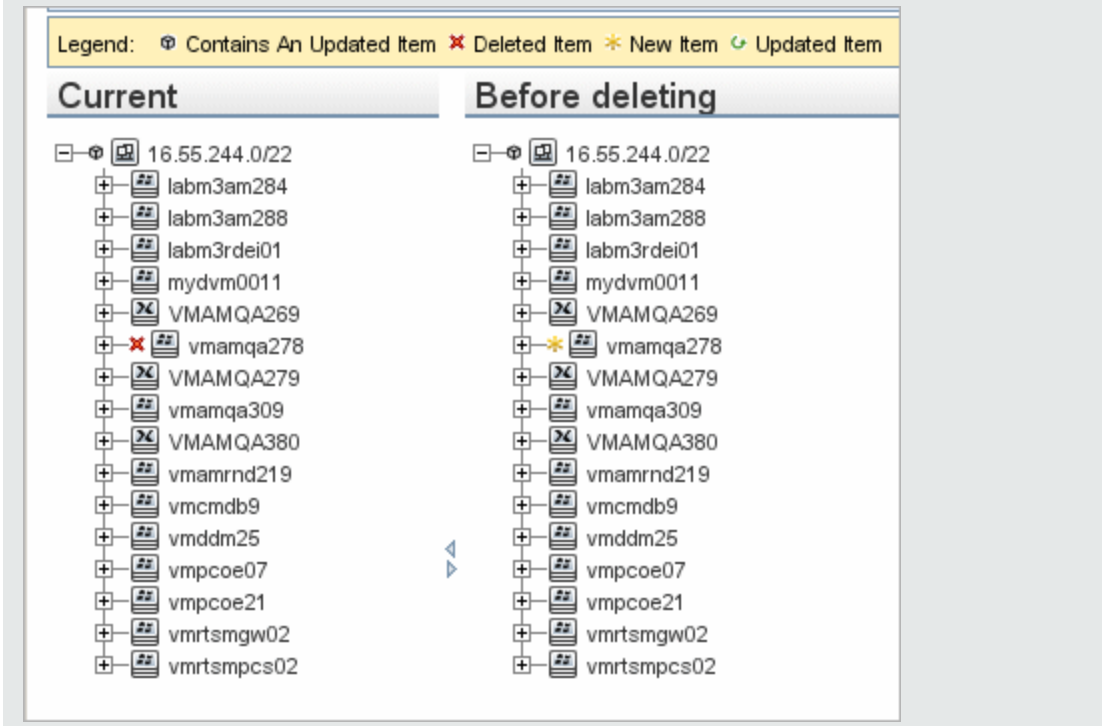 Legend: Contains An Updated Item Deleted Item New Item Updated Item
Current
16.55.244.0/22
labm3am284
labm3am288
labm3rdei01
mydvm0011
VMAMQA269
vmamqa278
VMAMQA279
vmamqa309
VMAMQA380
vmamrnd219
vmcmdb9
vmddm25
vmpcoe07
vmpcoe21
vmrtsmgw02
vmrtsmpcs02
Before deleting
16.55.244.0/22
labm3am284
labm3am288
labm3rdei01
mydvm0011
VMAMQA269
vmamqa278
VMAMQA279
vmamqa309
VMAMQA380
vmamrnd219
vmcmdb9
vmddm25
vmpcoe07
vmpcoe21
vmrtsmgw02
vmrtsmpcs02